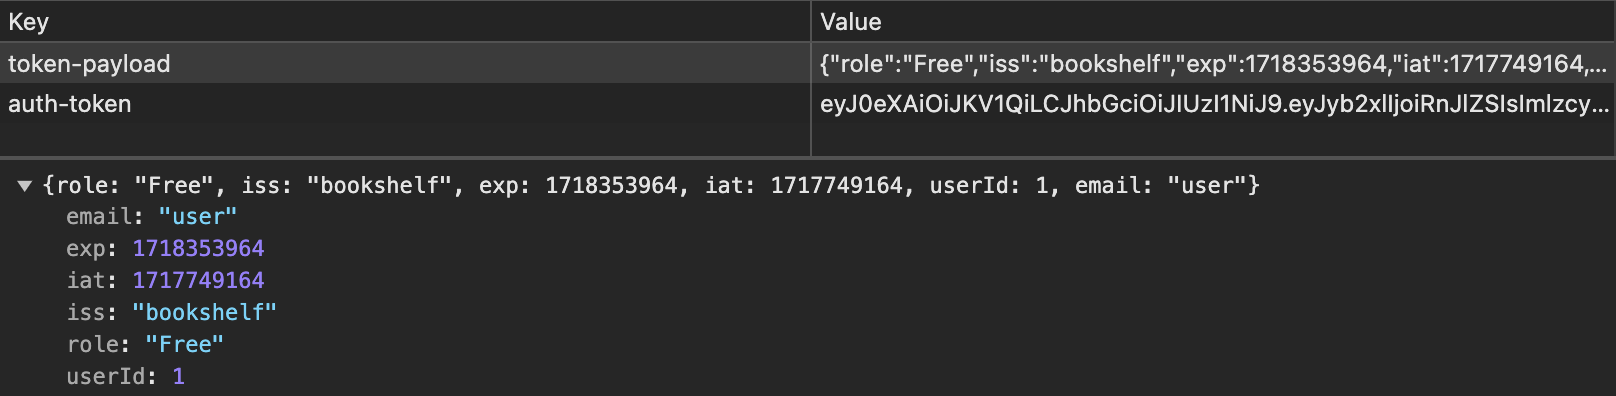 Key Value
token-payload {"role":"Free","iss":"bookshelf","exp":1718353964,"iat":1717749164,...
auth-token eyJ0eXAiOiJKV1QiLCJhbGciOiJIUzI1NiJ9.eyJyb2xlIjoiRnJlZSIsImlzcy...
▼ {role: "Free", iss: "bookshelf", exp: 1718353964, iat: 1717749164, userId: 1, email: "user"}
email: "user"
exp: 1718353964
iat: 1717749164
iss: "bookshelf"
role: "Free"
userId: 1